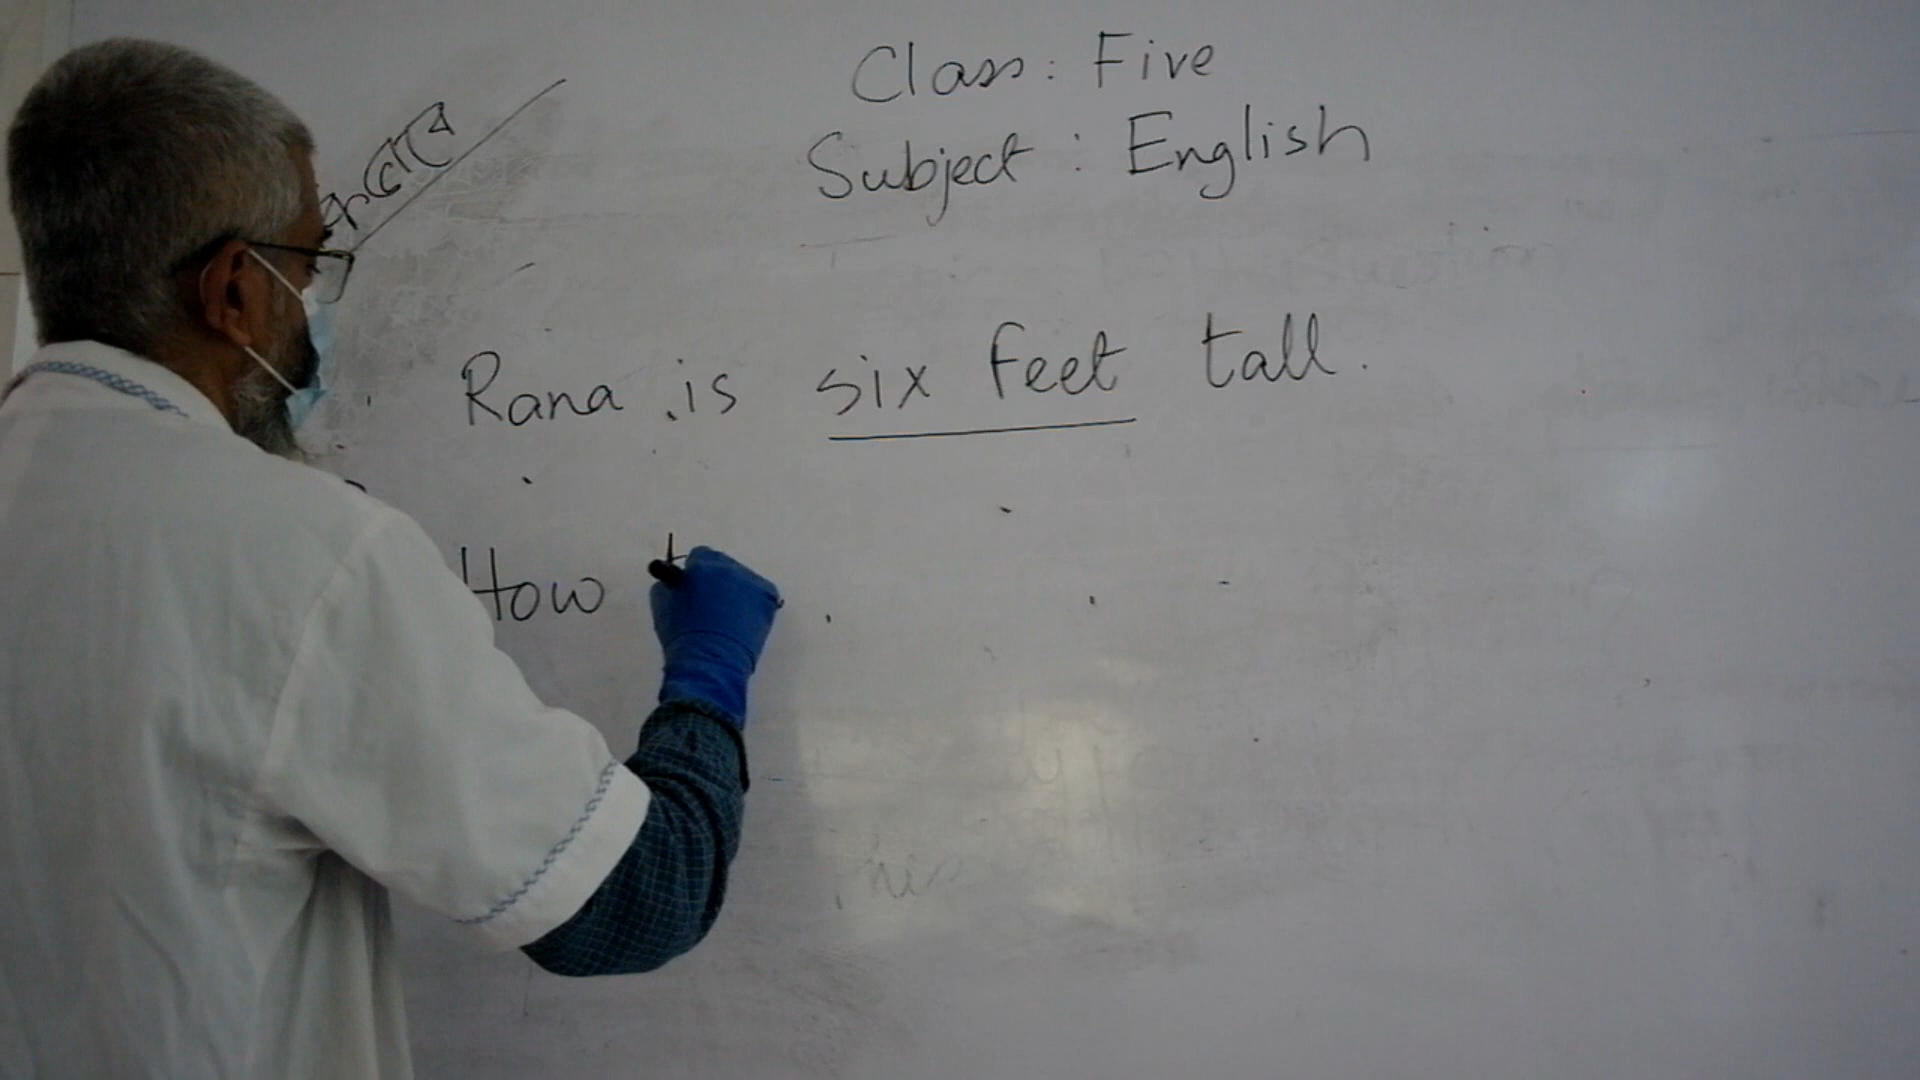 Class: Five
Subject: English
Rana is six feet tall.
How t